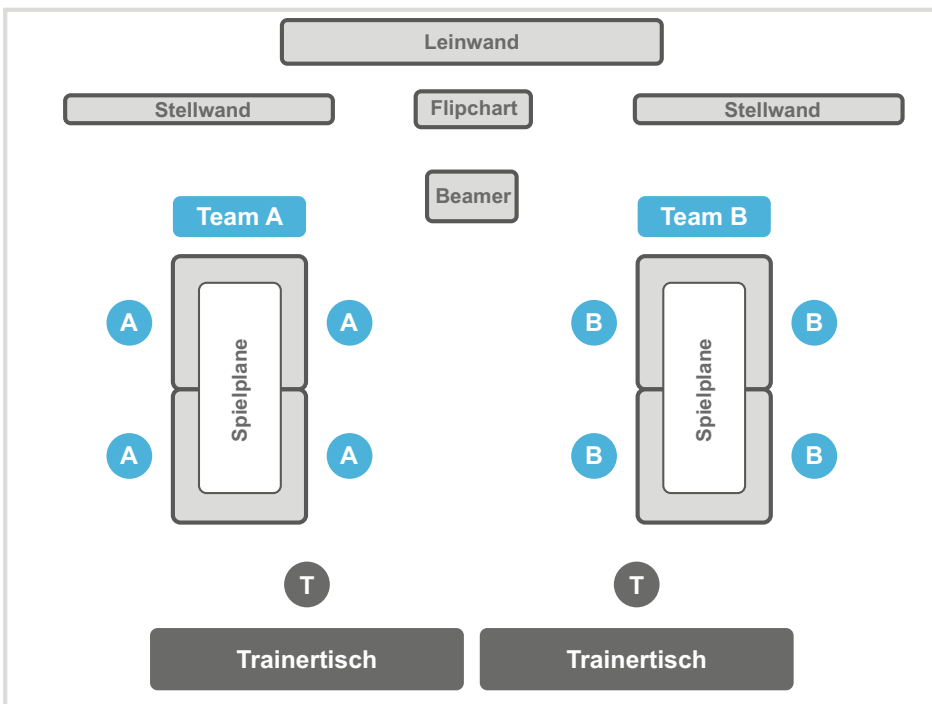 Leinwand
Stellwand
Flipchart
Stellwand
Beamer
Team A
Team B
A
A
B
B
Spielplane
Spielplane
A
A
B
B
T
T
Trainertisch
Trainertisch